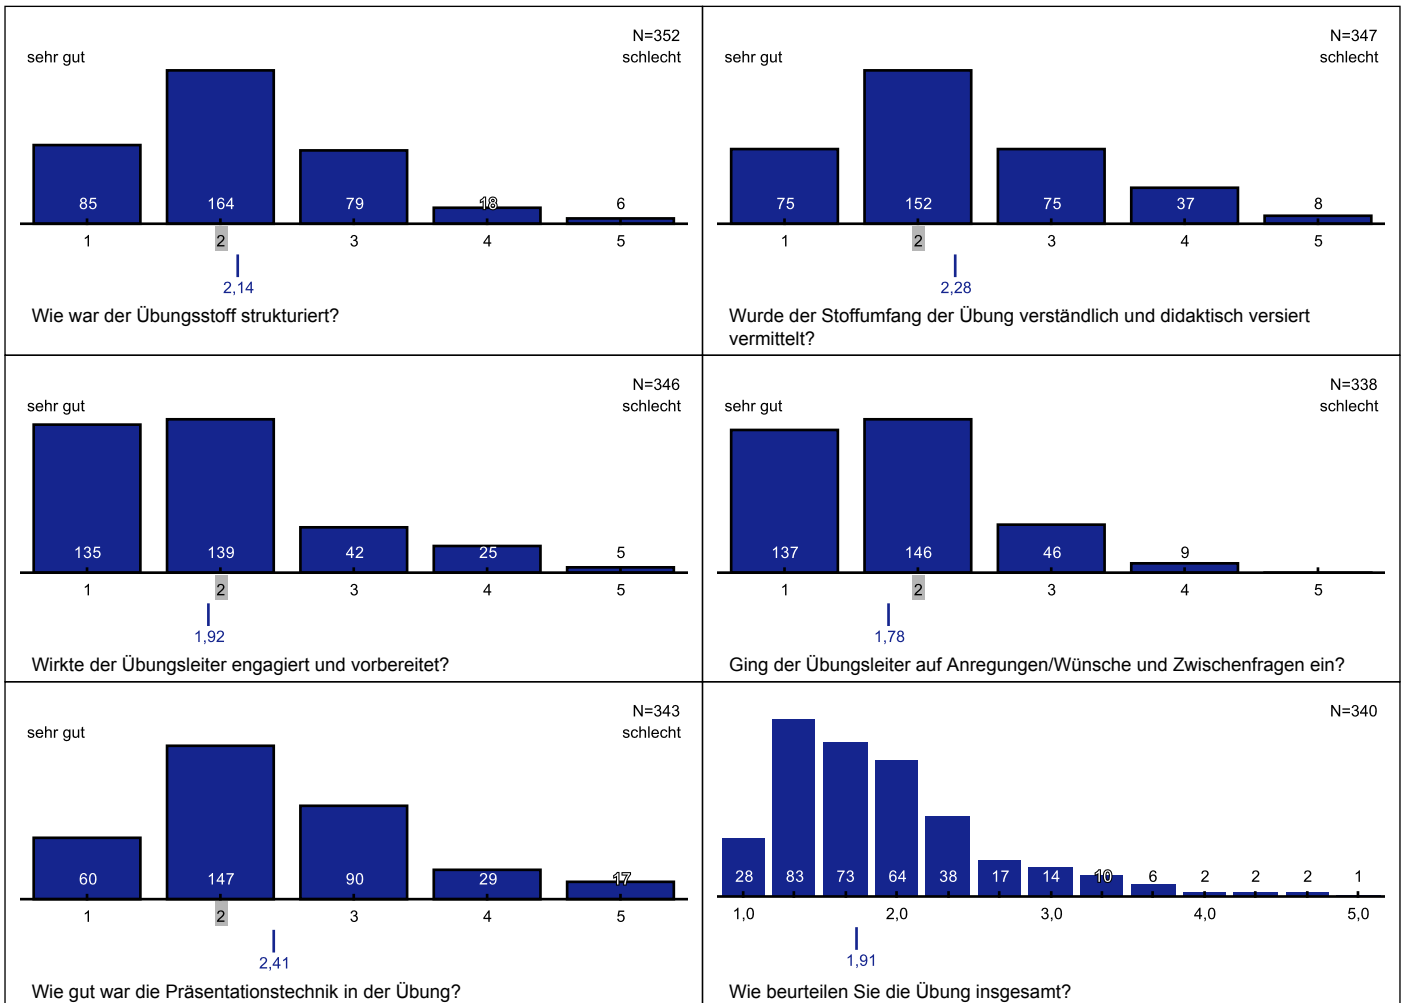 N=352
sehr gut schlecht
85 164 79 18 6
1 2 3 4 5
2,14
Wie war der Übungsstoff strukturiert?
N=347
sehr gut schlecht
75 152 75 37 8
1 2 3 4 5
2,28
Wurde der Stoffumfang der Übung verständlich und didaktisch versiert
vermittelt?
N=346
sehr gut schlecht
135 139 42 25 5
1 2 3 4 5
1,92
Wirkte der Übungsleiter engagiert und vorbereitet?
N=338
sehr gut schlecht
137 146 46 9
1 2 3 4 5
1,78
Ging der Übungsleiter auf Anregungen/Wünsche und Zwischenfragen ein?
N=343
sehr gut schlecht
60 147 90 29 17
1 2 3 4 5
2,41
Wie gut war die Präsentationstechnik in der Übung?
N=340
28 83 73 64 38 17 14 10 6 2 2 2 1
1,0 2,0 3,0 4,0 5,0
1,91
Wie beurteilen Sie die Übung insgesamt?